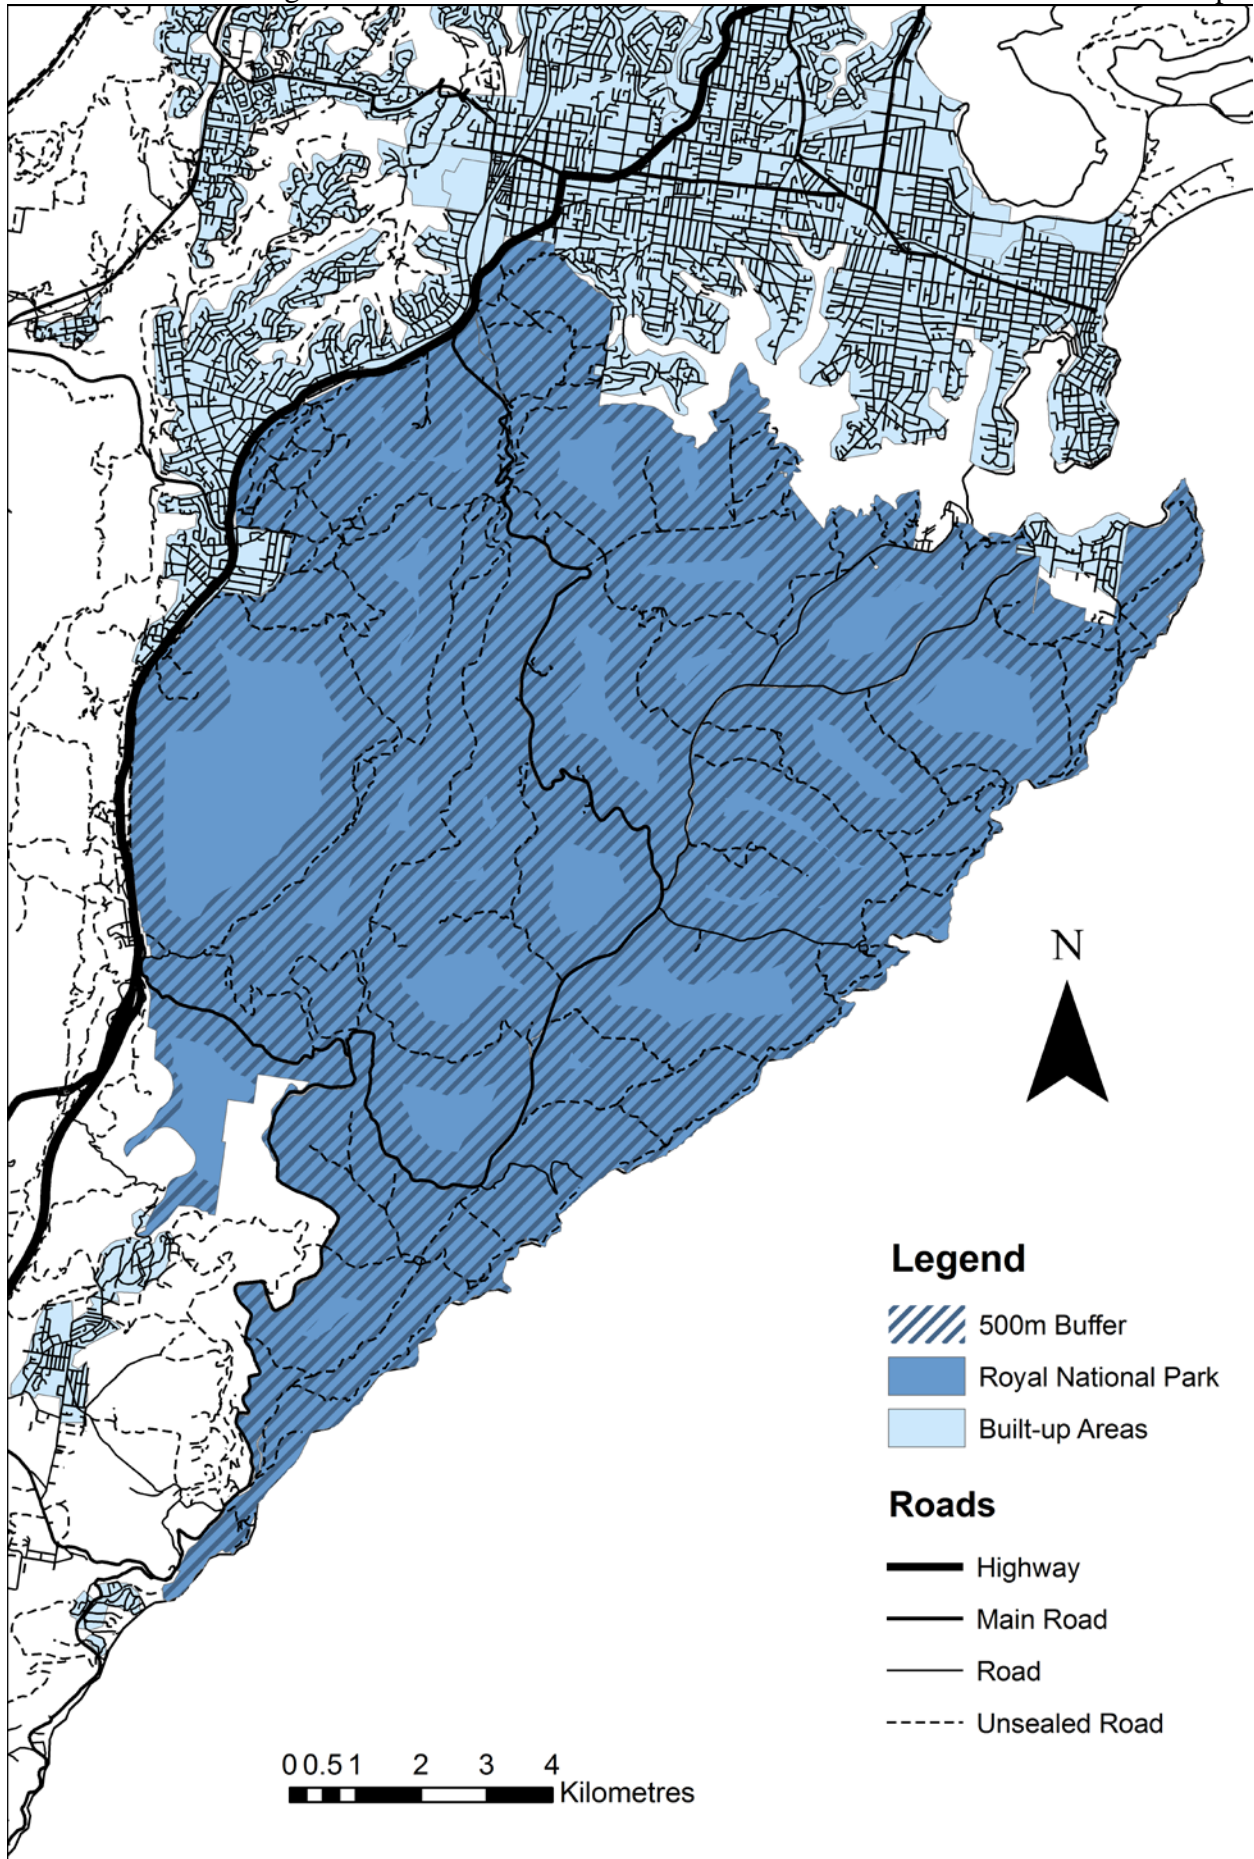 N
Legend
500m Buffer
Royal National Park
Built-up Areas
Roads
Highway
Main Road
Road
Unsealed Road
0 0.5 1 2 3 4
Kilometres